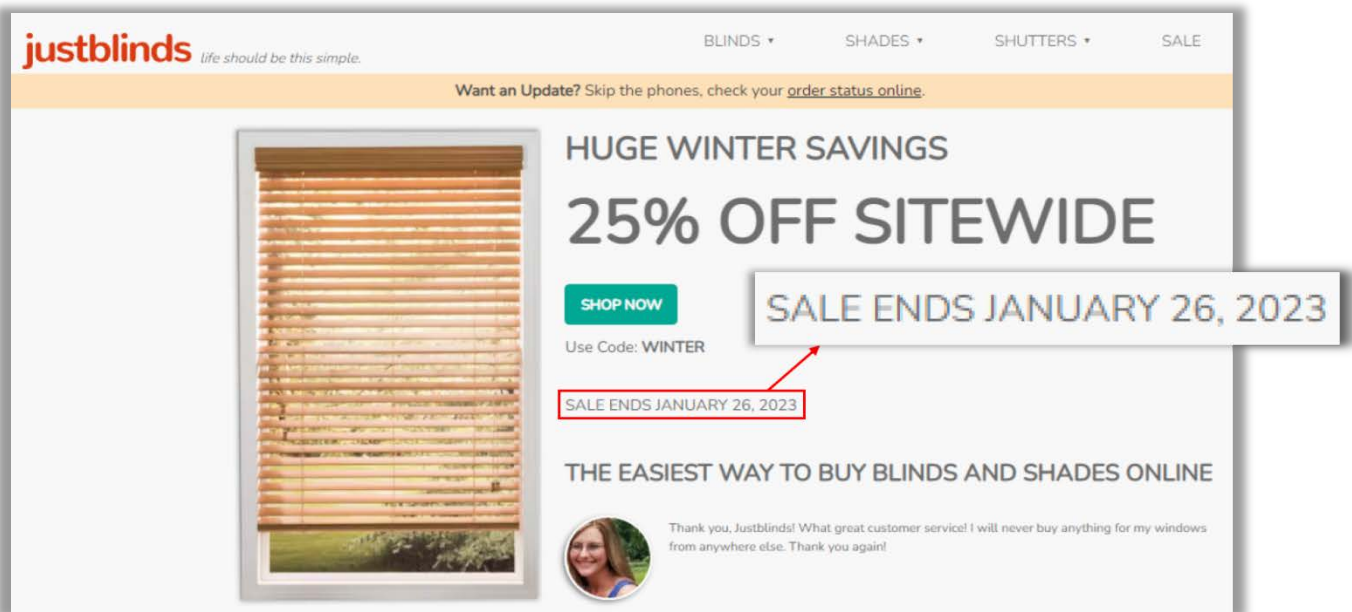 justblinds life should be this simple.
BLINDS ▾ SHADES ▾ SHUTTERS ▾ SALE
Want an Update? Skip the phones, check your order status online.
HUGE WINTER SAVINGS
25% OFF SITEWIDE
SHOP NOW
SALE ENDS JANUARY 26, 2023
Use Code: WINTER
SALE ENDS JANUARY 26, 2023
THE EASIEST WAY TO BUY BLINDS AND SHADES ONLINE
Thank you, Justblinds! What great customer service! I will never buy anything for my windows
from anywhere else. Thank you again!